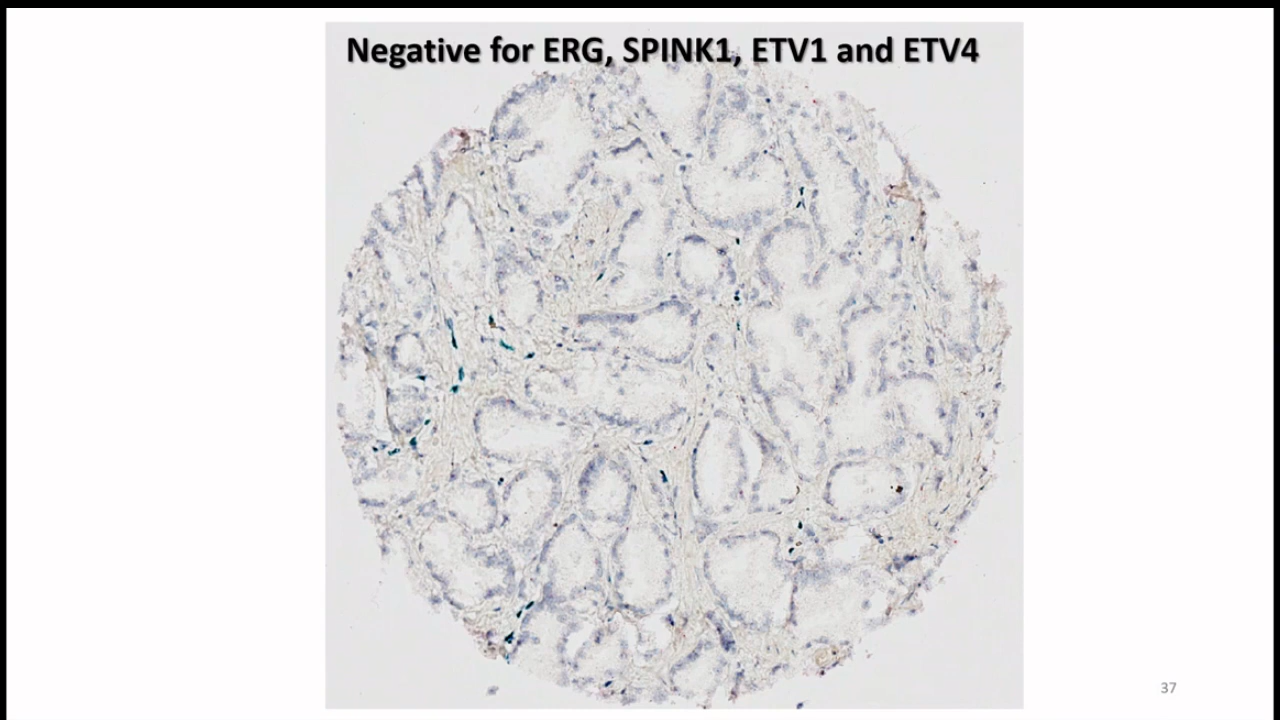 Negative for ERG, SPINK1, ETV1 and ETV4
37